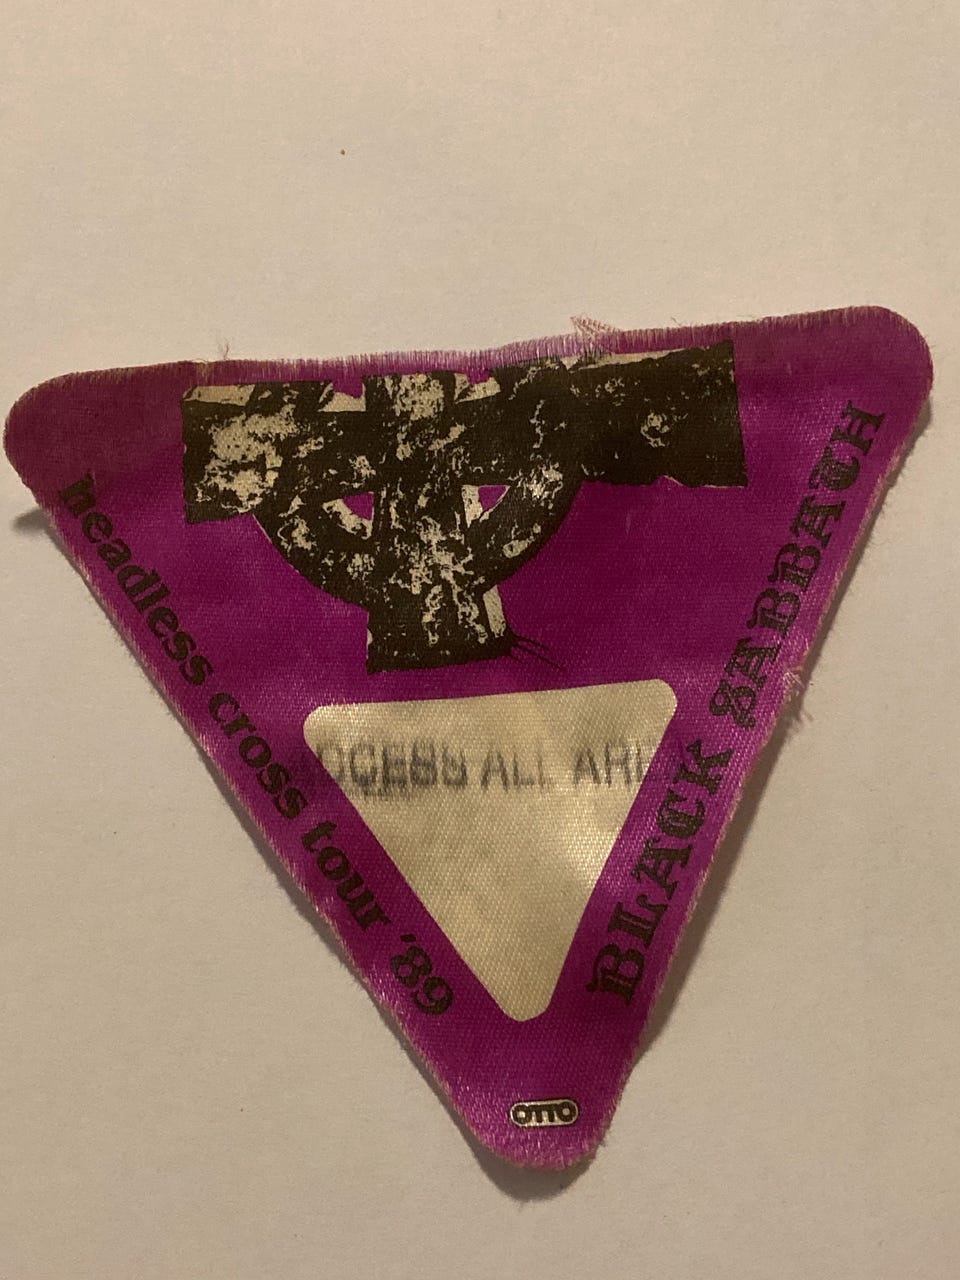 headless cross tour '89
BLACK SABBATH
ACCESS ALL AREA
OTTO